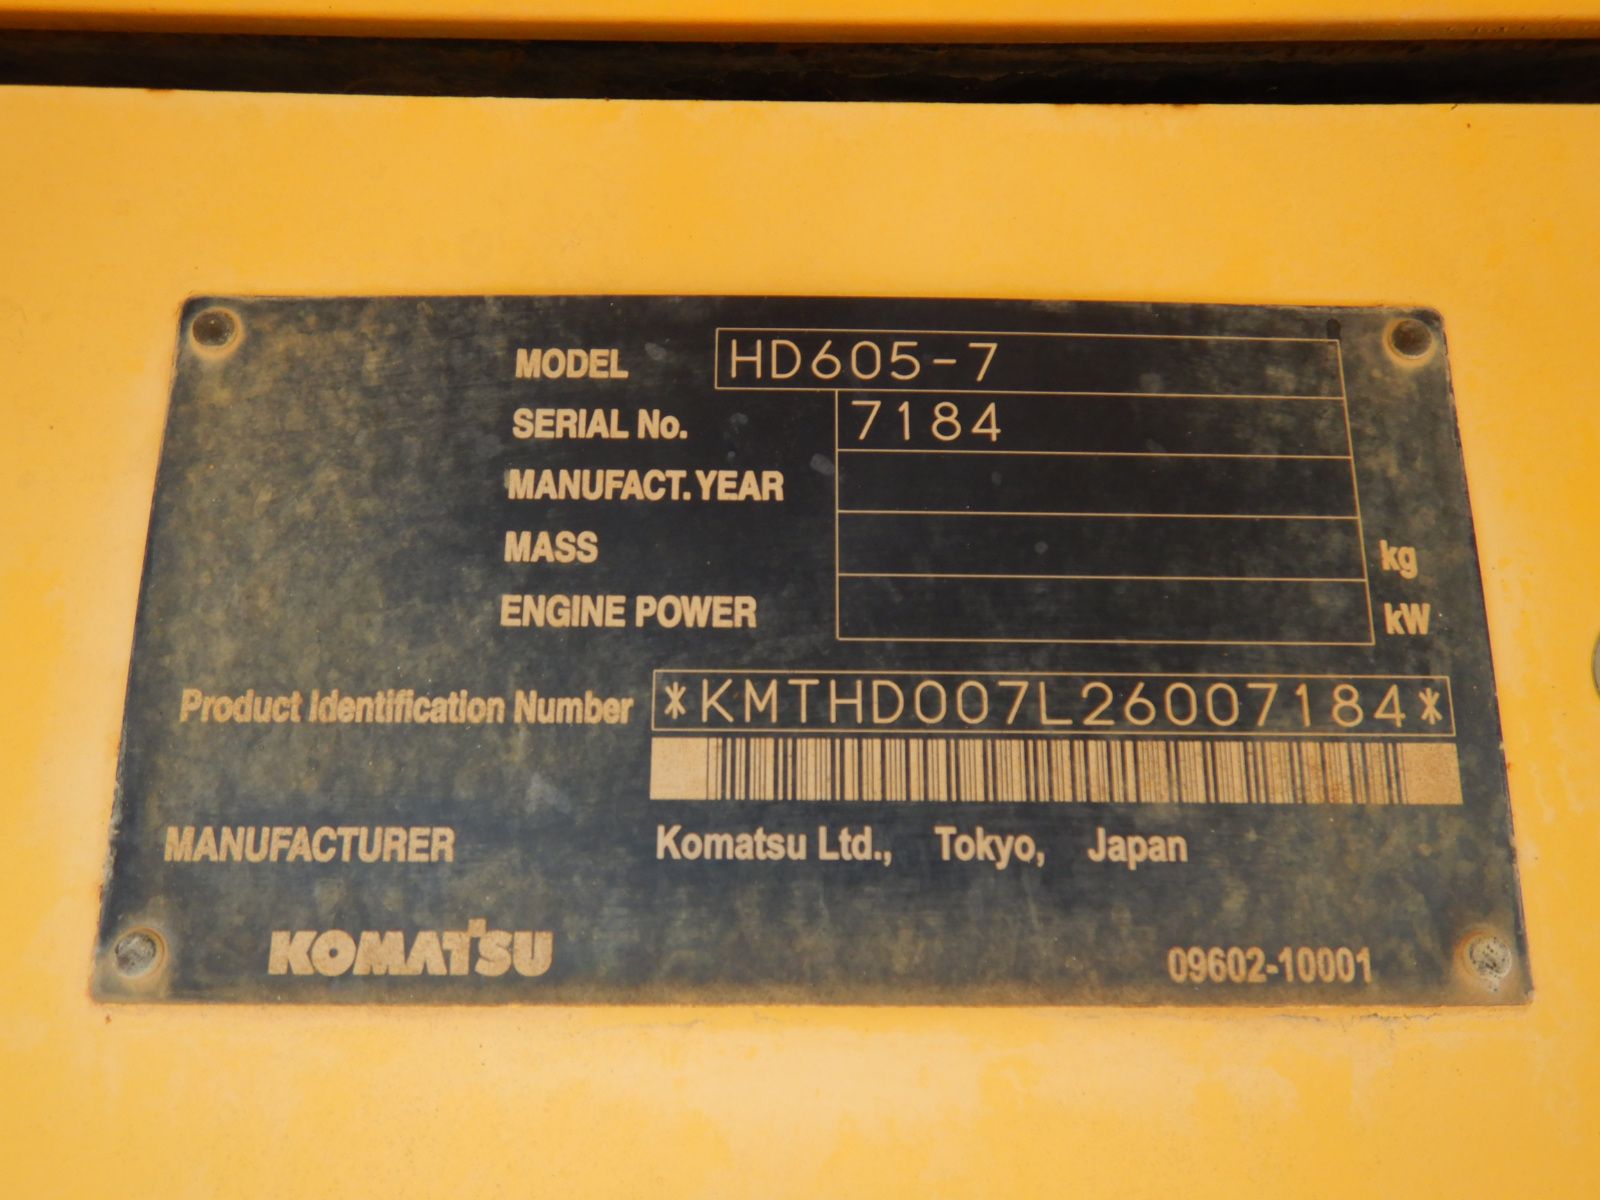 MODEL HD605-7
SERIAL No. 7184
MANUFACT. YEAR
MASS kg
ENGINE POWER kW
Product Identification Number *KMTHD007L26007184*
MANUFACTURER Komatsu Ltd., Tokyo, Japan
KOMATSU 09602-10001